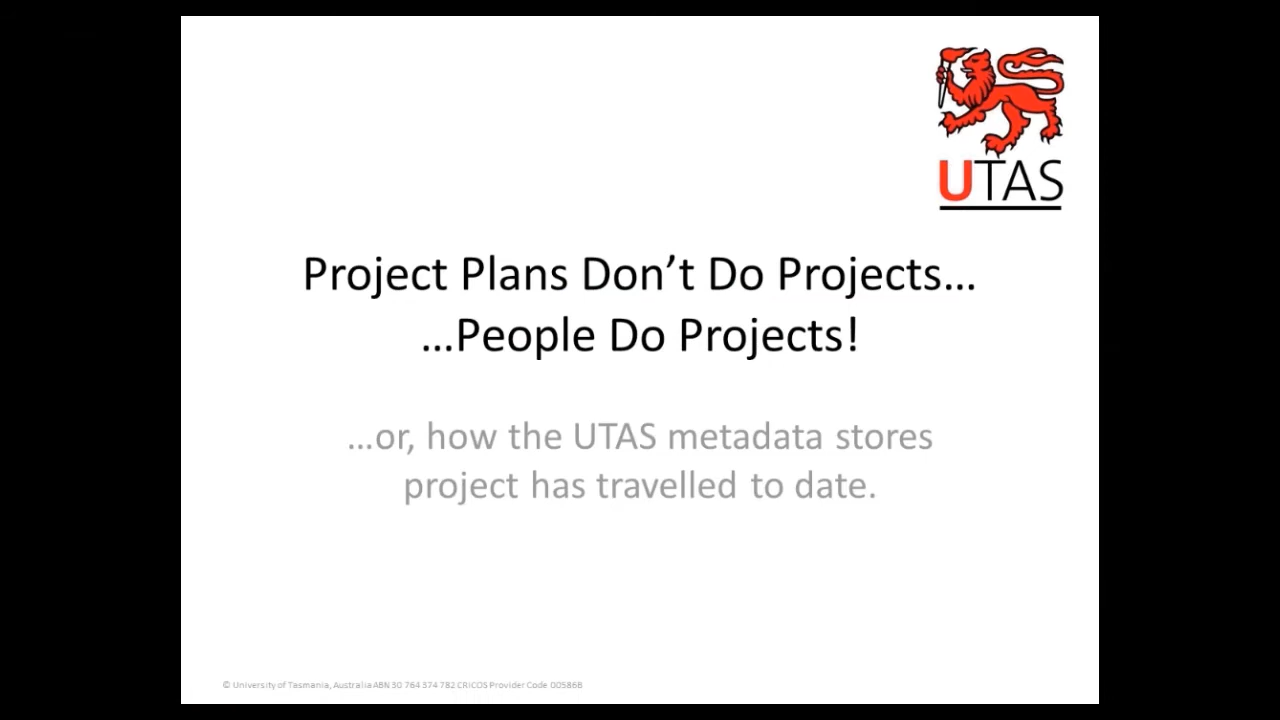 UTAS
Project Plans Don't Do Projects...
...People Do Projects!
...or, how the UTAS metadata stores
project has travelled to date.
© University of Tasmania, Australia ABN 30 764 374 782 CRICOS Provider Code 00586B